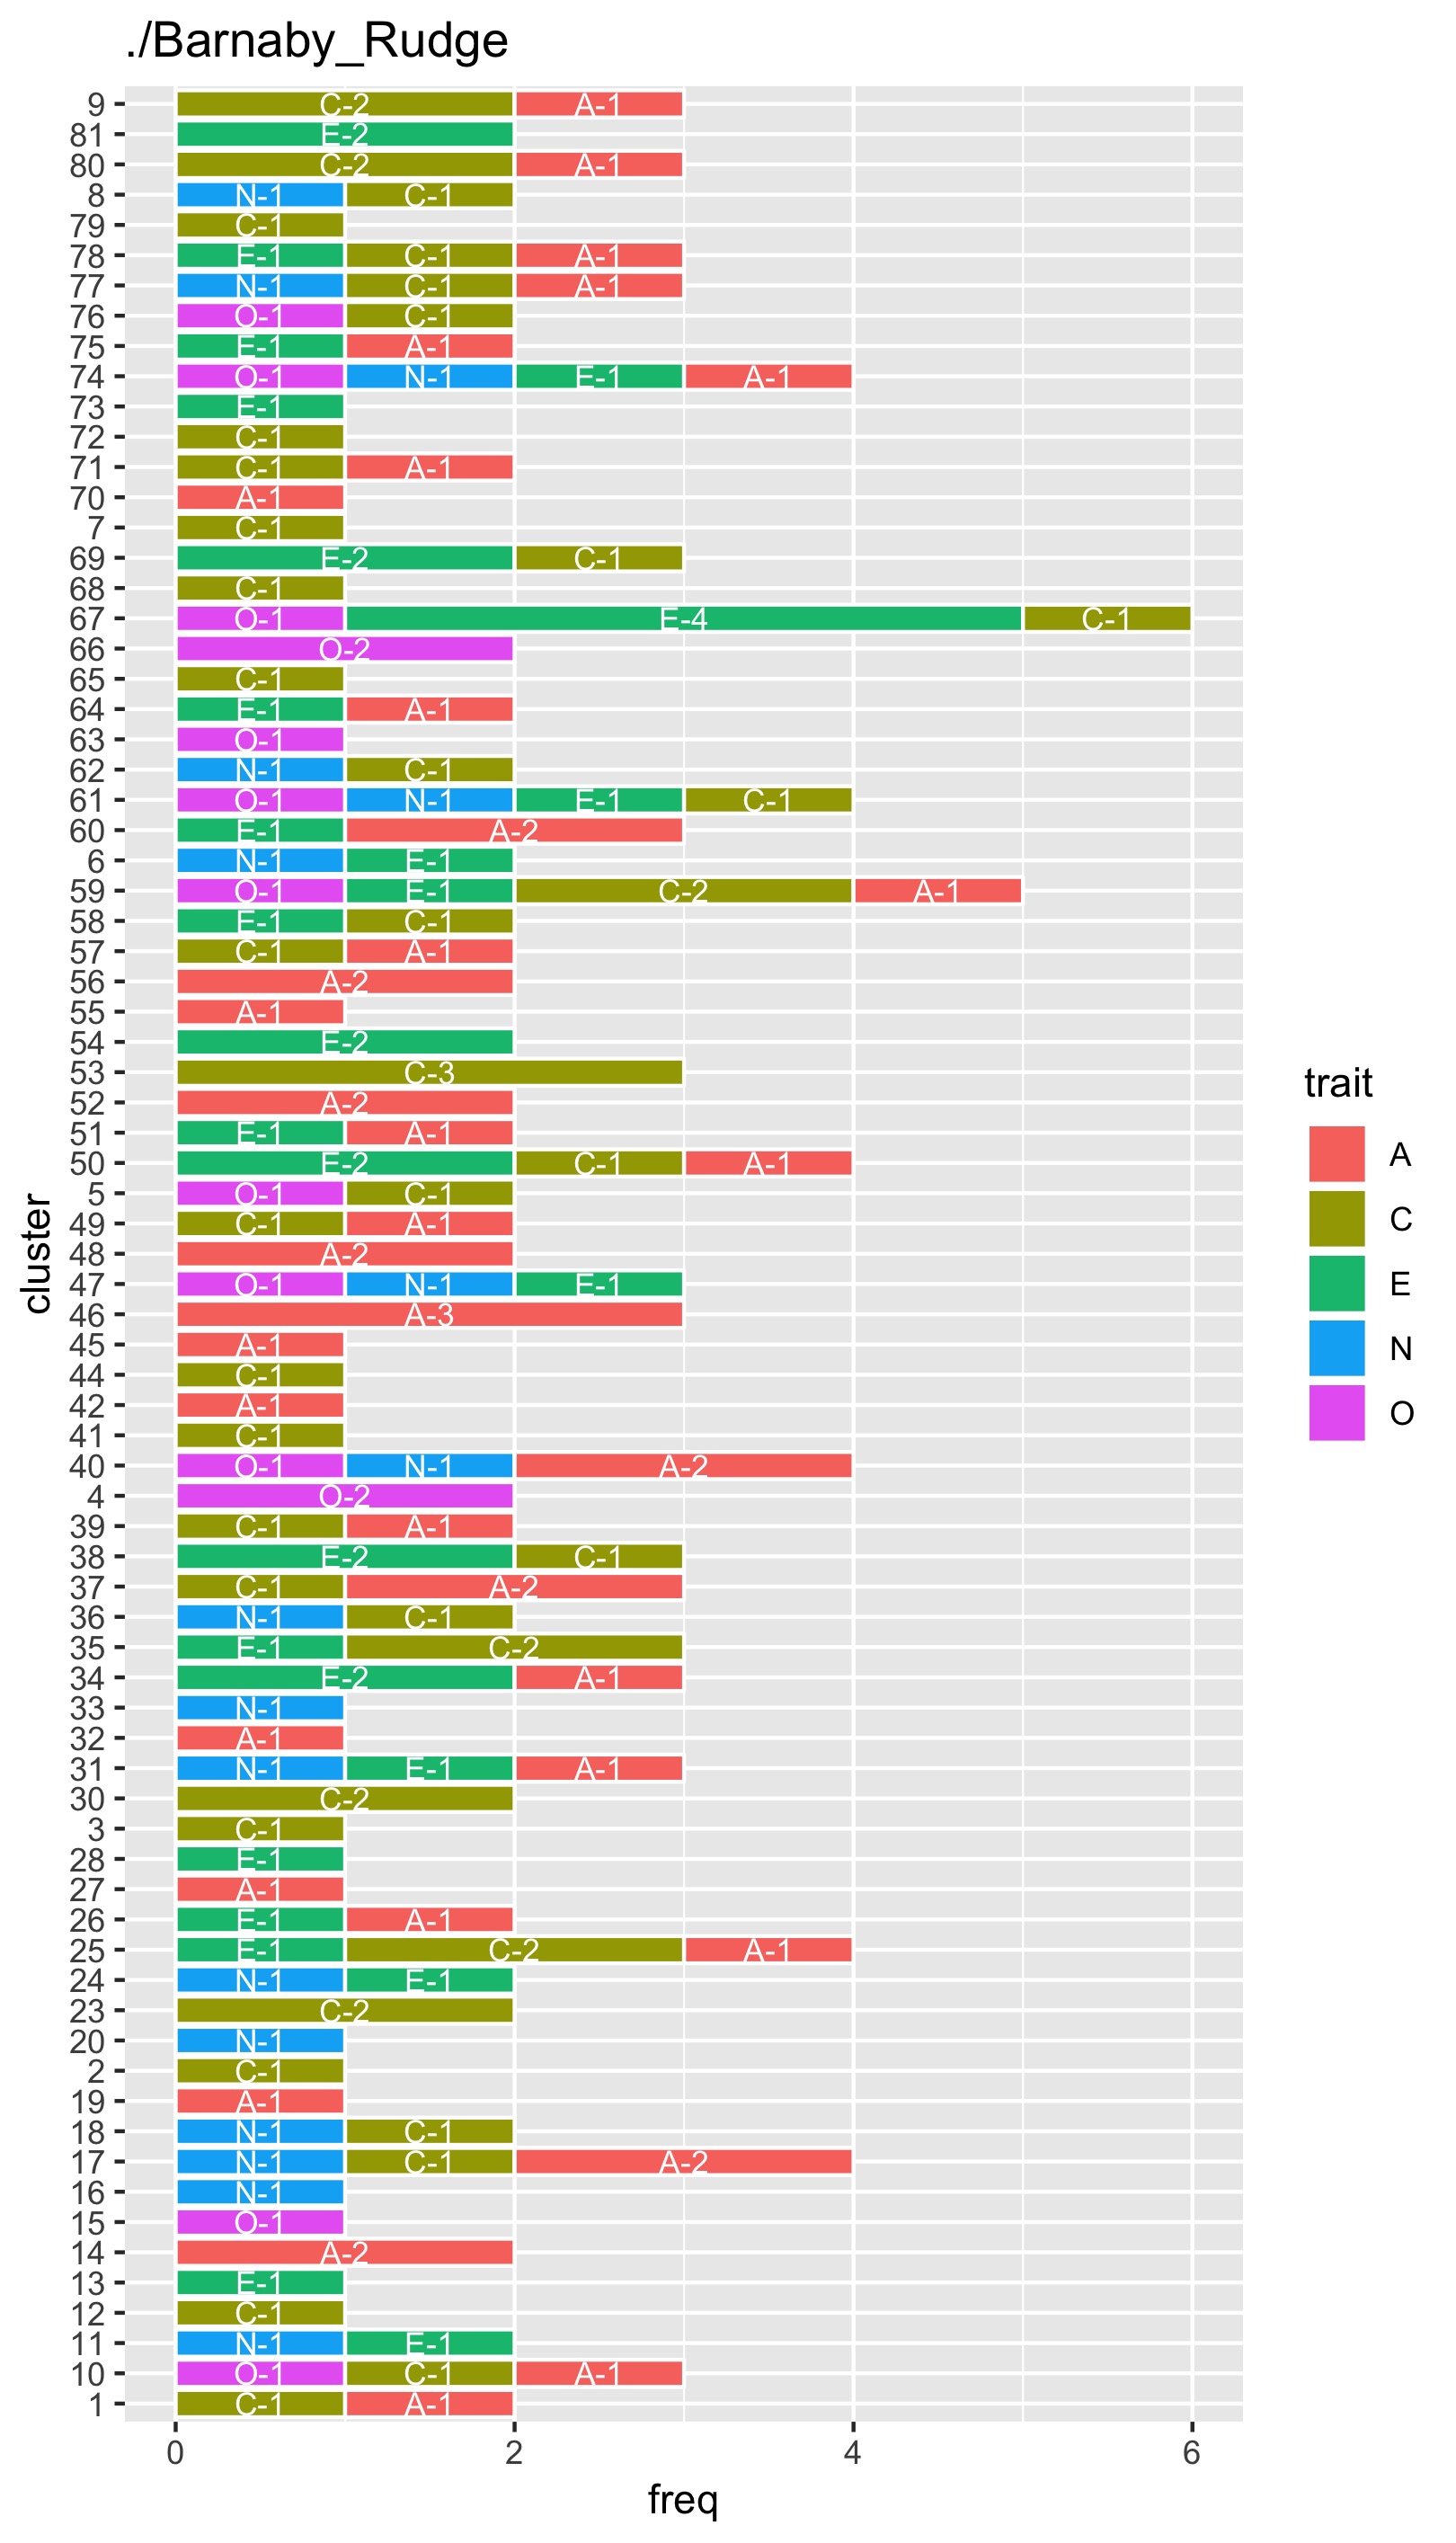 ./Barnaby_Rudge
9 C-2 A-1
81 E-2
80 C-2 A-1
8 N-1 C-1
79 C-1
78 E-1 C-1 A-1
77 N-1 C-1 A-1
76 O-1 C-1
75 E-1 A-1
74 O-1 N-1 E-1 A-1
73 E-1
72 C-1
71 C-1 A-1
70 A-1
7 C-1
69 E-2 C-1
68 C-1
67 O-1 E-4 C-1
66 O-2
65 C-1
64 E-1 A-1
63 O-1
62 N-1 C-1
61 O-1 N-1 E-1 C-1
60 E-1 A-2
6 N-1 E-1
59 O-1 E-1 C-2 A-1
58 E-1 C-1
57 C-1 A-1
56 A-2
55 A-1
54 E-2
53 C-3
52 A-2
51 E-1 A-1
50 E-2 C-1 A-1
5 O-1 C-1
49 C-1 A-1
48 A-2
47 O-1 N-1 E-1
46 A-3
45 A-1
44 C-1
42 A-1
41 C-1
40 O-1 N-1 A-2
4 O-2
39 C-1 A-1
38 E-2 C-1
37 C-1 A-2
36 N-1 C-1
35 E-1 C-2
34 E-2 A-1
33 N-1
32 A-1
31 N-1 E-1 A-1
30 C-2
3 C-1
28 E-1
27 A-1
26 E-1 A-1
25 E-1 C-2 A-1
24 N-1 E-1
23 C-2
20 N-1
2 C-1
19 A-1
18 N-1 C-1
17 N-1 C-1 A-2
16 N-1
15 O-1
14 A-2
13 E-1
12 C-1
11 N-1 E-1
10 O-1 C-1 A-1
1 C-1 A-1
0 2 4 6
freq
cluster
trait
A
C
E
N
O